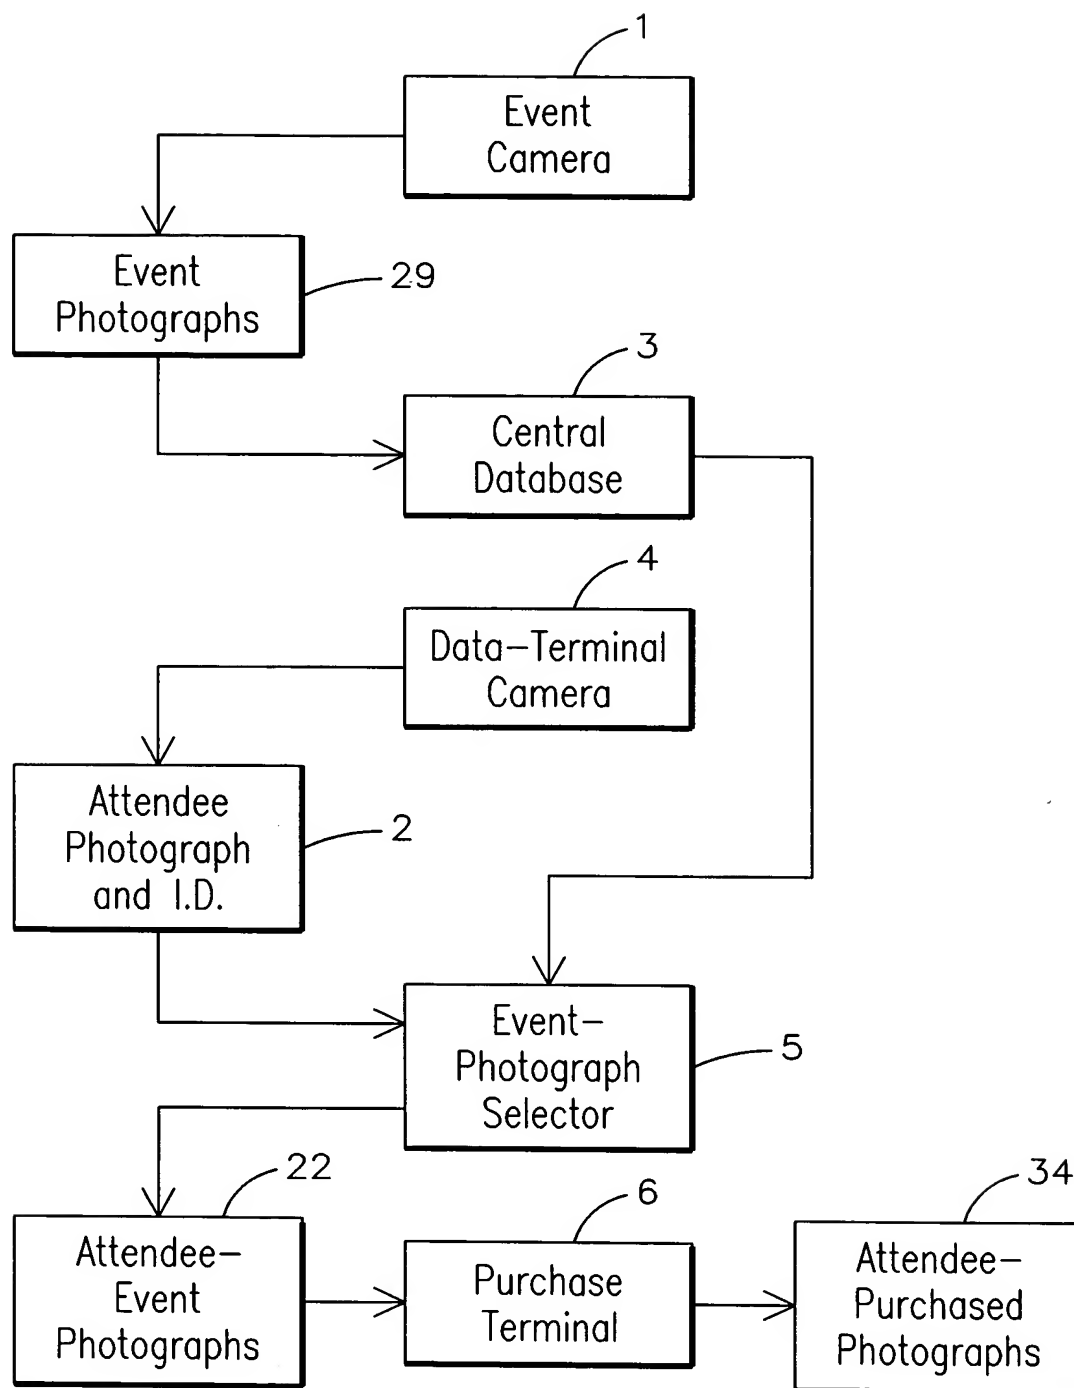 1
Event
Camera
Event
Photographs
29
3
Central
Database
4
Data-Terminal
Camera
Attendee
Photograph
and I.D.
2
Event-
Photograph
Selector
5
22
Attendee-
Event
Photographs
6
Purchase
Terminal
34
Attendee-
Purchased
Photographs